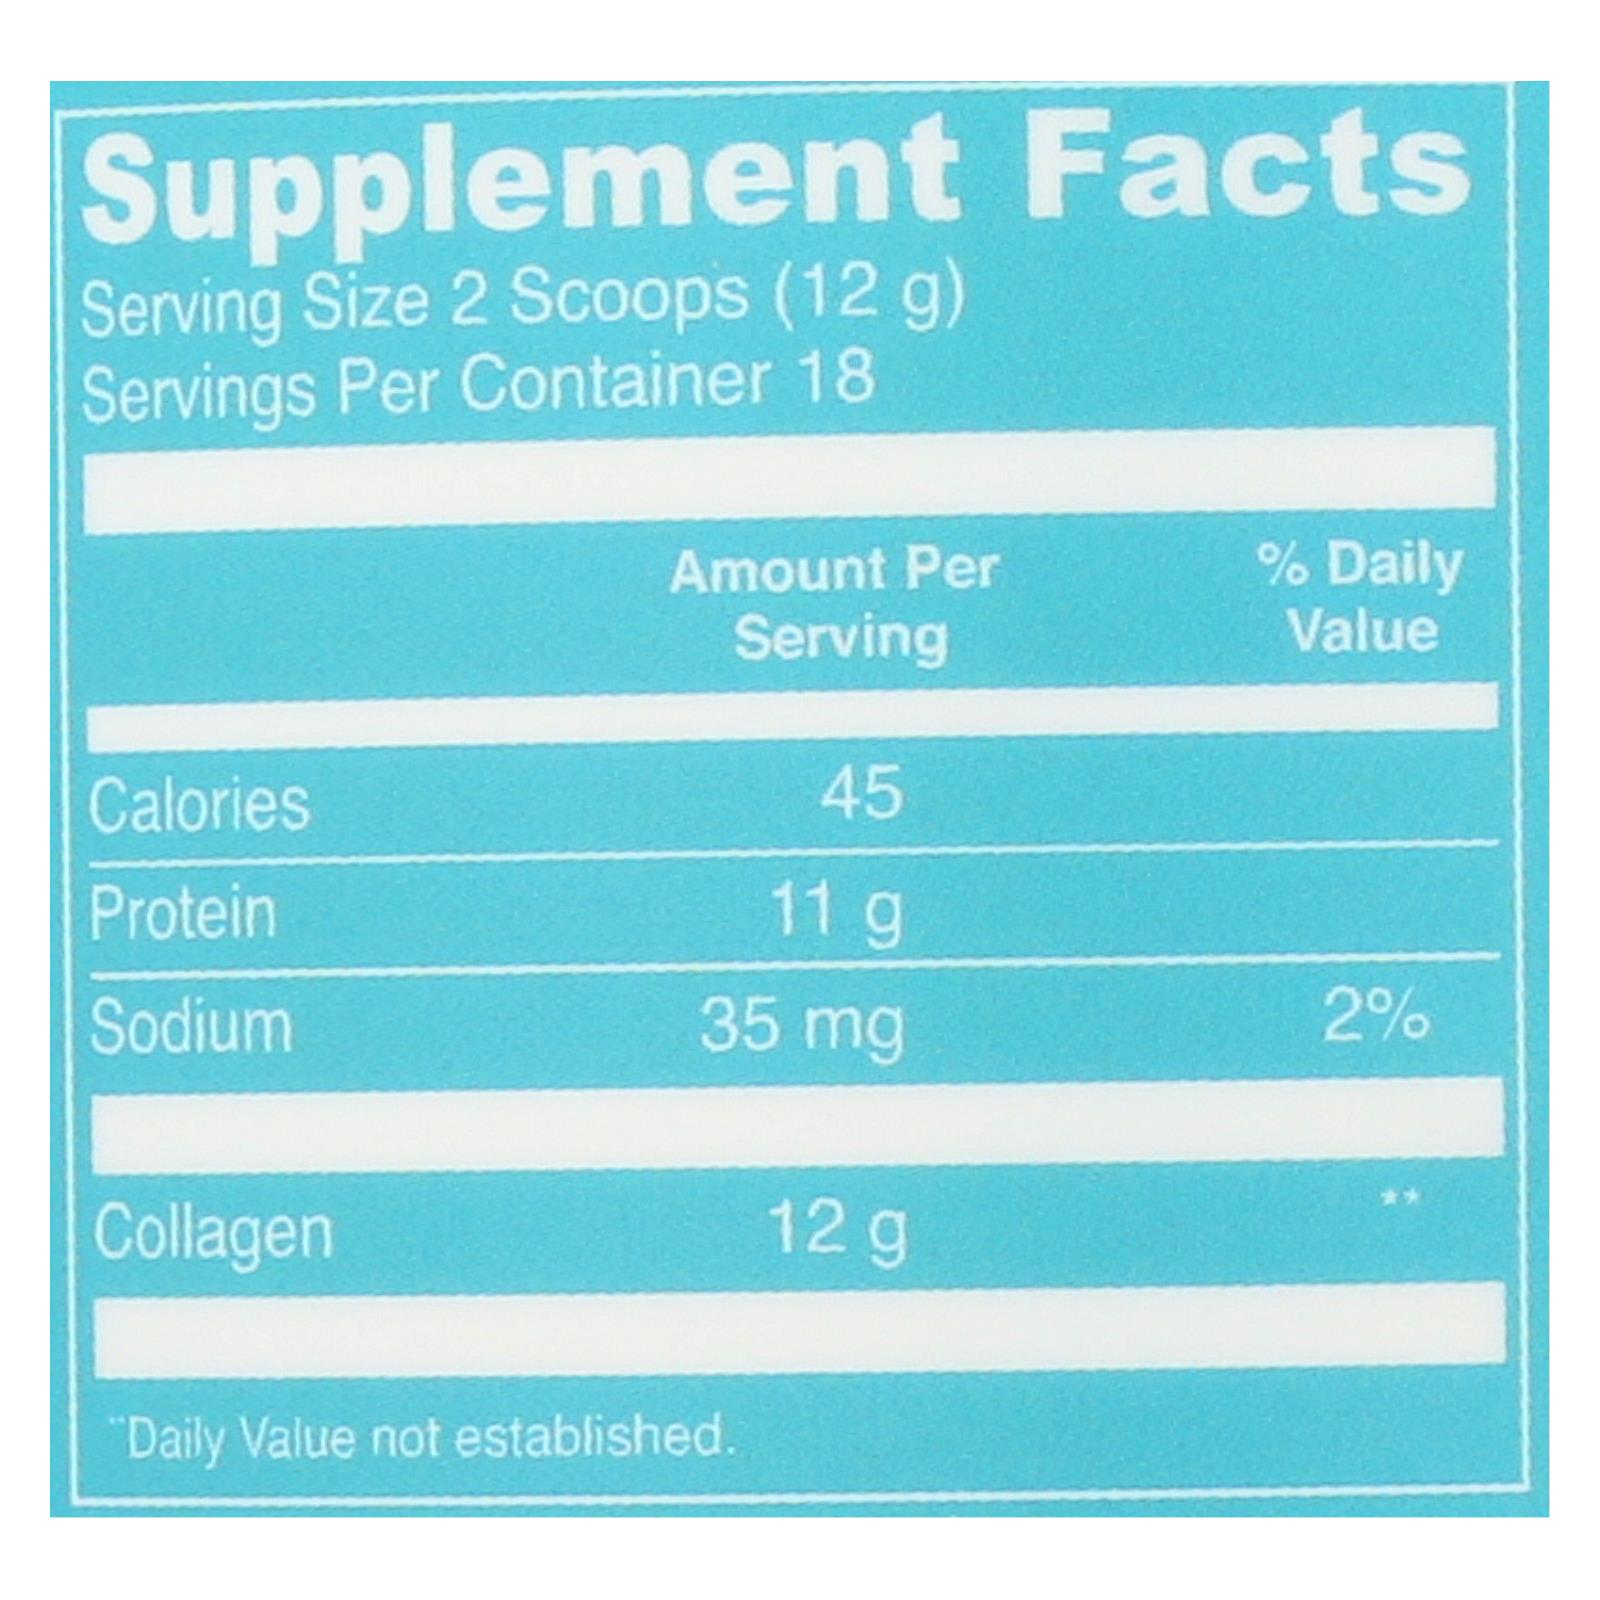 Supplement Facts
Serving Size 2 Scoops (12 g)
Servings Per Container 18
Amount Per
Serving
% Daily
Value
Calories 45
Protein 11 g
Sodium 35 mg 2%
Collagen 12 g **
**Daily Value not established.